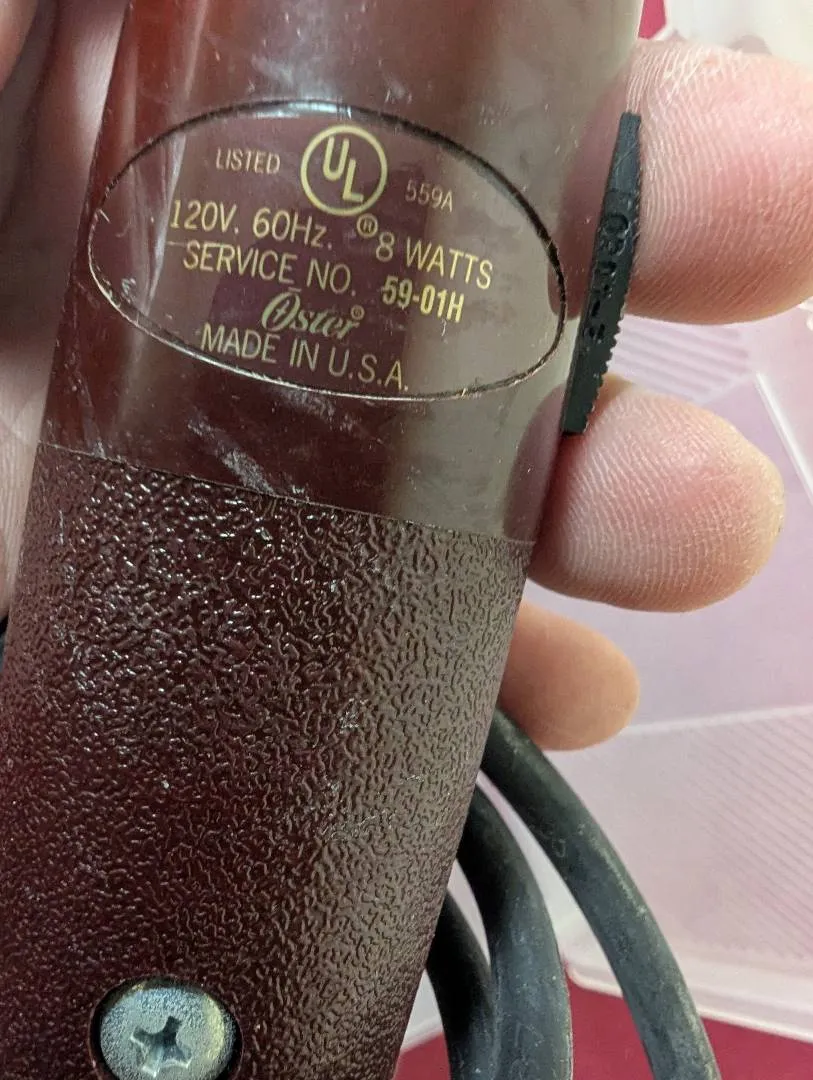 LISTED UL 559A
120V. 60Hz. ® 8 WATTS
SERVICE NO. 59-01H
Oster®
MADE IN U.S.A.